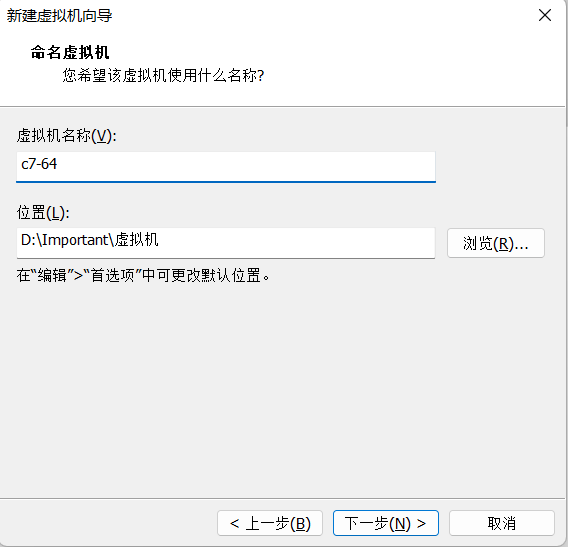 新建虚拟机向导
命名虚拟机
您希望该虚拟机使用什么名称?
虚拟机名称(V):
c7-64
位置(L):
D:\Important\虚拟机
浏览(R)...
在“编辑”>“首选项”中可更改默认位置。
< 上一步(B) 下一步(N) > 取消